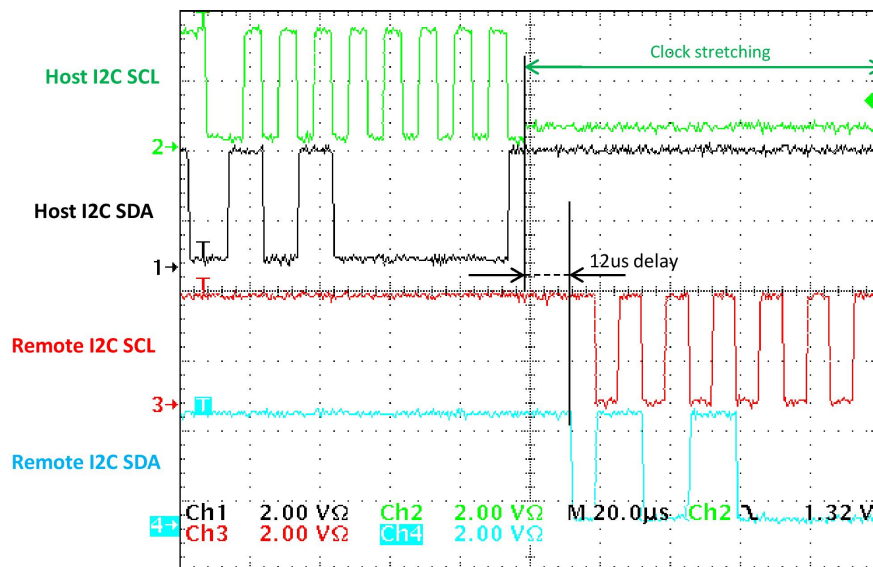 T
Clock stretching
Host I2C SCL
2
Host I2C SDA
T
12us delay
1
T
Remote I2C SCL
3
T
Remote I2C SDA
Ch1 2.00 VΩ Ch2 2.00 VΩ M 20.0µs Ch2 1.32 V
4
Ch3 2.00 VΩ Ch4 2.00 VΩ